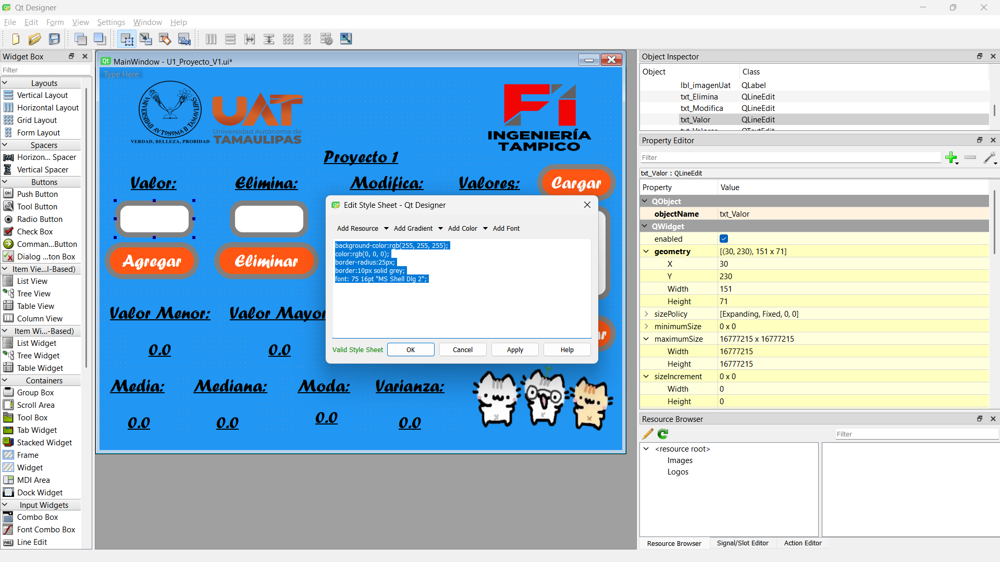 Qt Designer
File Edit Form View Settings Window Help
Widget Box
Filter
Layouts
Vertical Layout
Horizontal Layout
Grid Layout
Form Layout
Spacers
Horizon... Spacer
Vertical Spacer
Buttons
Push Button
Tool Button
Radio Button
Check Box
Comman...Button
Dialog ...ton Box
Item Vie...l-Based)
List View
Tree View
Table View
Column View
Item Wi...-Based)
List Widget
Tree Widget
Table Widget
Containers
Group Box
Scroll Area
Tool Box
Tab Widget
Stacked Widget
Frame
Widget
MDI Area
Dock Widget
Input Widgets
Combo Box
Font Combo Box
Line Edit
MainWindow - U1_Proyecto_V1.ui*
Type Here
VERDAD, BELLEZA, PROBIDAD
UAT
Universidad Autónoma de
TAMAULIPAS
Fi
INGENIERÍA
TAMPICO
Proyecto 1
Valor: Elimina: Modifica: Valores: Cargar
Agregar Eliminar
Valor Menor: Valor Mayor
0.0 0.0
Media: Mediana: Moda: Varianza:
0.0 0.0 0.0 0.0
Edit Style Sheet - Qt Designer
Add Resource Add Gradient Add Color Add Font
background-color:rgb(255, 255, 255);
color:rgb(0, 0, 0);
border-radius:25px;
border:10px solid grey;
font: 75 16pt "MS Shell Dlg 2";
Valid Style Sheet OK Cancel Apply Help
Object Inspector
Object Class
lbl_imagenUat QLabel
txt_Elimina QLineEdit
txt_Modifica QLineEdit
txt_Valor QLineEdit
Property Editor
Filter
txt_Valor : QLineEdit
Property Value
QObject
objectName txt_Valor
QWidget
enabled
geometry [(30, 230), 151 x 71]
X 30
Y 230
Width 151
Height 71
sizePolicy [Expanding, Fixed, 0, 0]
minimumSize 0 x 0
maximumSize 16777215 x 16777215
Width 16777215
Height 16777215
sizeIncrement 0 x 0
Width 0
Height 0
Resource Browser
Filter
<resource root>
Images
Logos
Resource Browser Signal/Slot Editor Action Editor